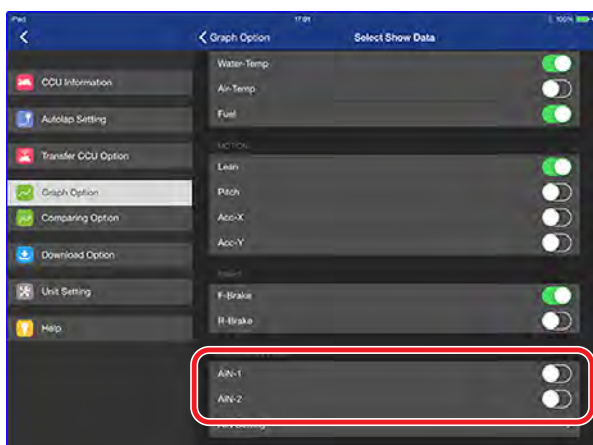 iPad 17:01 100%
Graph Option Select Show Data
Water-Temp
CCU Information
Air-Temp
Autolap Setting
Fuel
Transfer CCU Option
MOTION
Lean
Graph Option
Pitch
Comparing Option
Acc-X
Acc-Y
Download Option
Unit Setting
F-Brake
Help
R-Brake
AIN-1
AIN-2